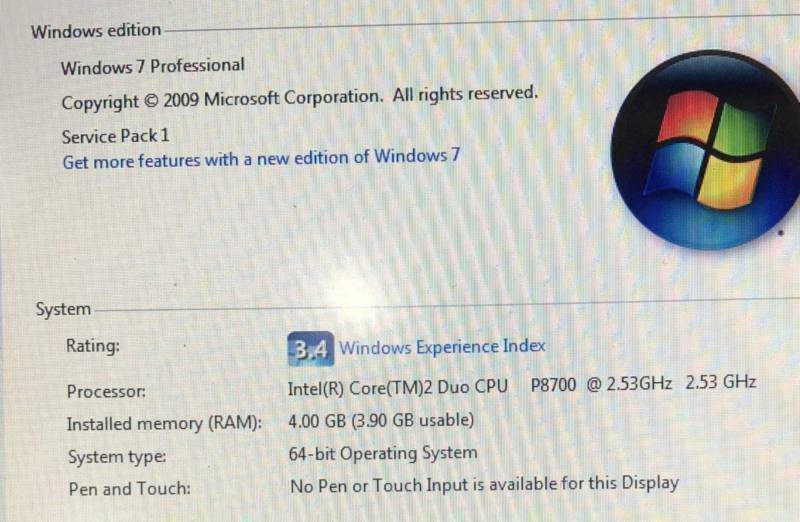 Windows edition
Windows 7 Professional
Copyright © 2009 Microsoft Corporation. All rights reserved.
Service Pack 1
Get more features with a new edition of Windows 7
System
Rating: 3.4 Windows Experience Index
Processor: Intel(R) Core(TM)2 Duo CPU P8700 @ 2.53GHz 2.53 GHz
Installed memory (RAM): 4.00 GB (3.90 GB usable)
System type: 64-bit Operating System
Pen and Touch: No Pen or Touch Input is available for this Display